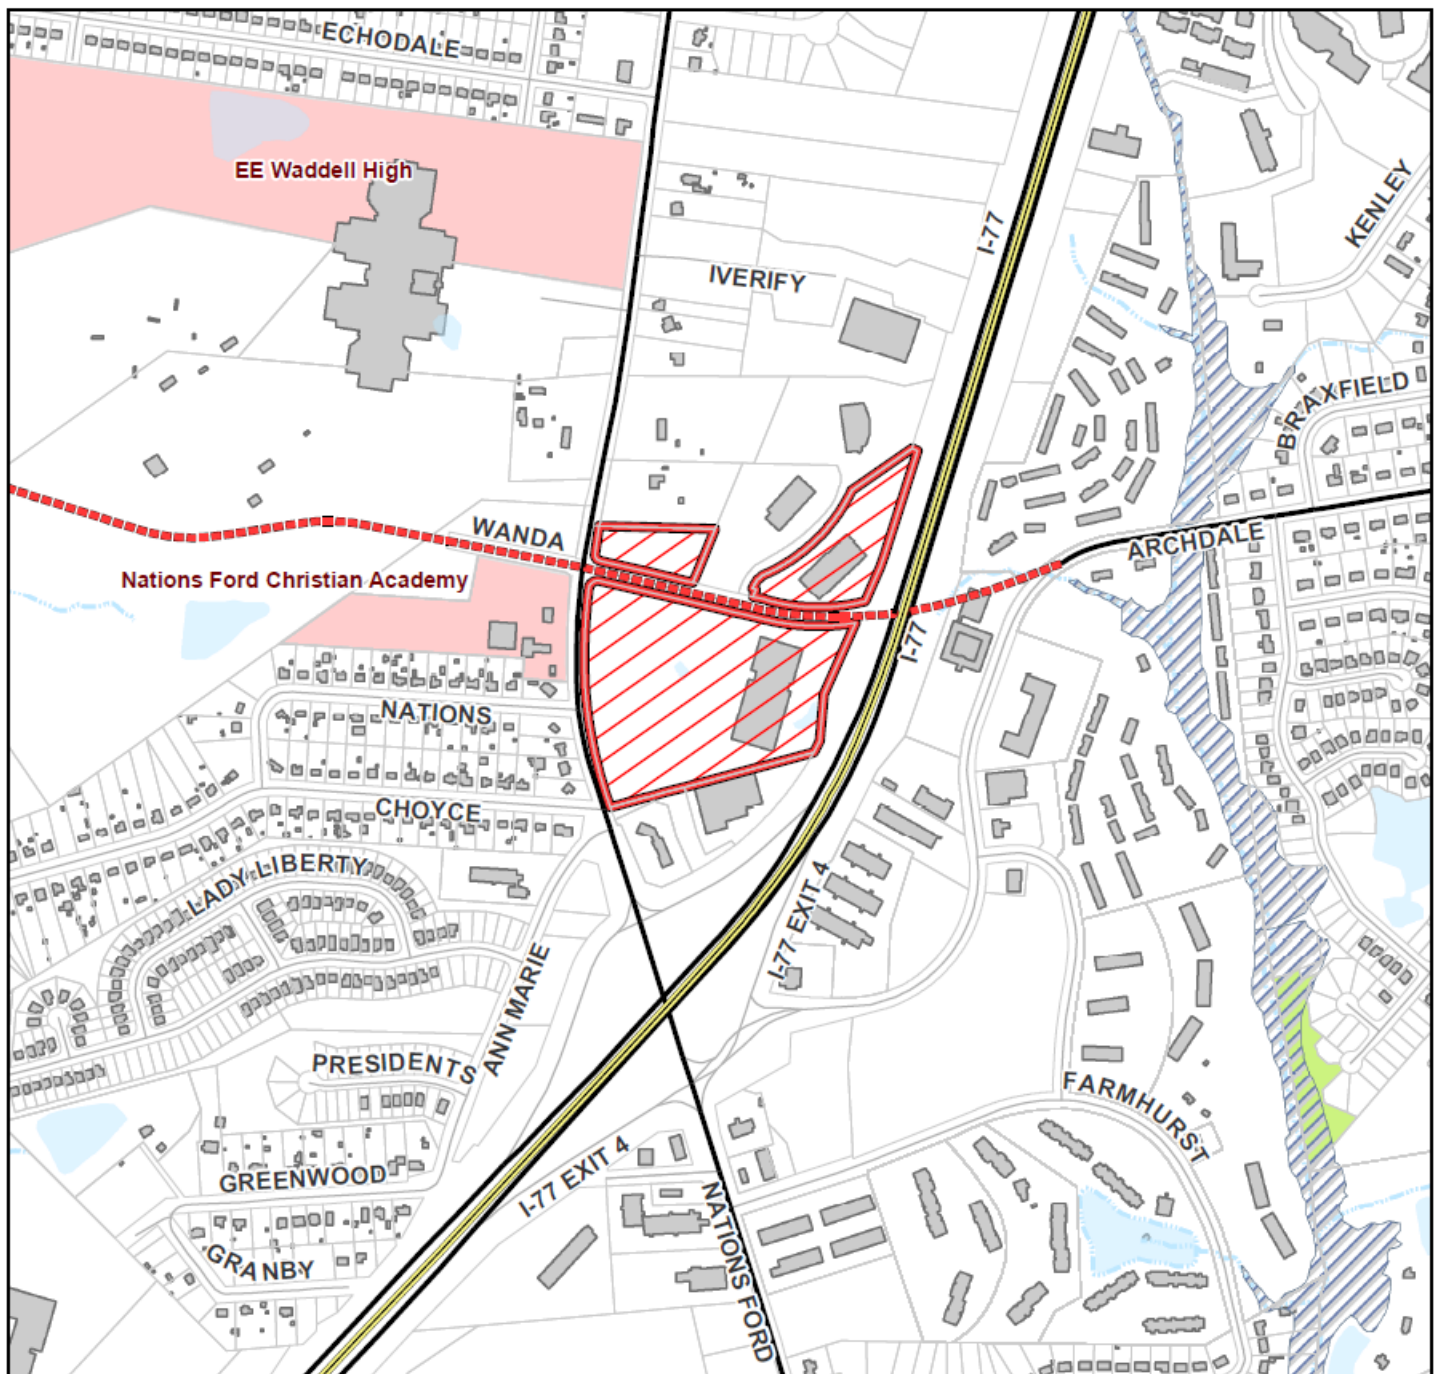 ECHODALE
EE Waddell High
KENLEY
I-77
IVERIFY
BRAXFIELD
WANDA
ARCHDALE
Nations Ford Christian Academy
I-77
NATIONS
CHOYCE
LADY LIBERTY
I-77 EXIT 4
ANN MARIE
PRESIDENTS
FARMHURST
I-77 EXIT 4
GREENWOOD
NATIONS FORD
GRANBY